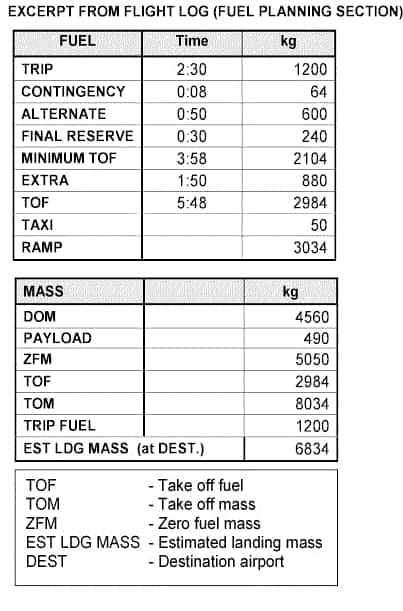 EXCERPT FROM FLIGHT LOG (FUEL PLANNING SECTION)
FUEL Time kg
TRIP 2:30 1200
CONTINGENCY 0:08 64
ALTERNATE 0:50 600
FINAL RESERVE 0:30 240
MINIMUM TOF 3:58 2104
EXTRA 1:50 880
TOF 5:48 2984
TAXI 50
RAMP 3034
MASS kg
DOM 4560
PAYLOAD 490
ZFM 5050
TOF 2984
TOM 8034
TRIP FUEL 1200
EST LDG MASS (at DEST.) 6834
TOF - Take off fuel
TOM - Take off mass
ZFM - Zero fuel mass
EST LDG MASS - Estimated landing mass
DEST - Destination airport